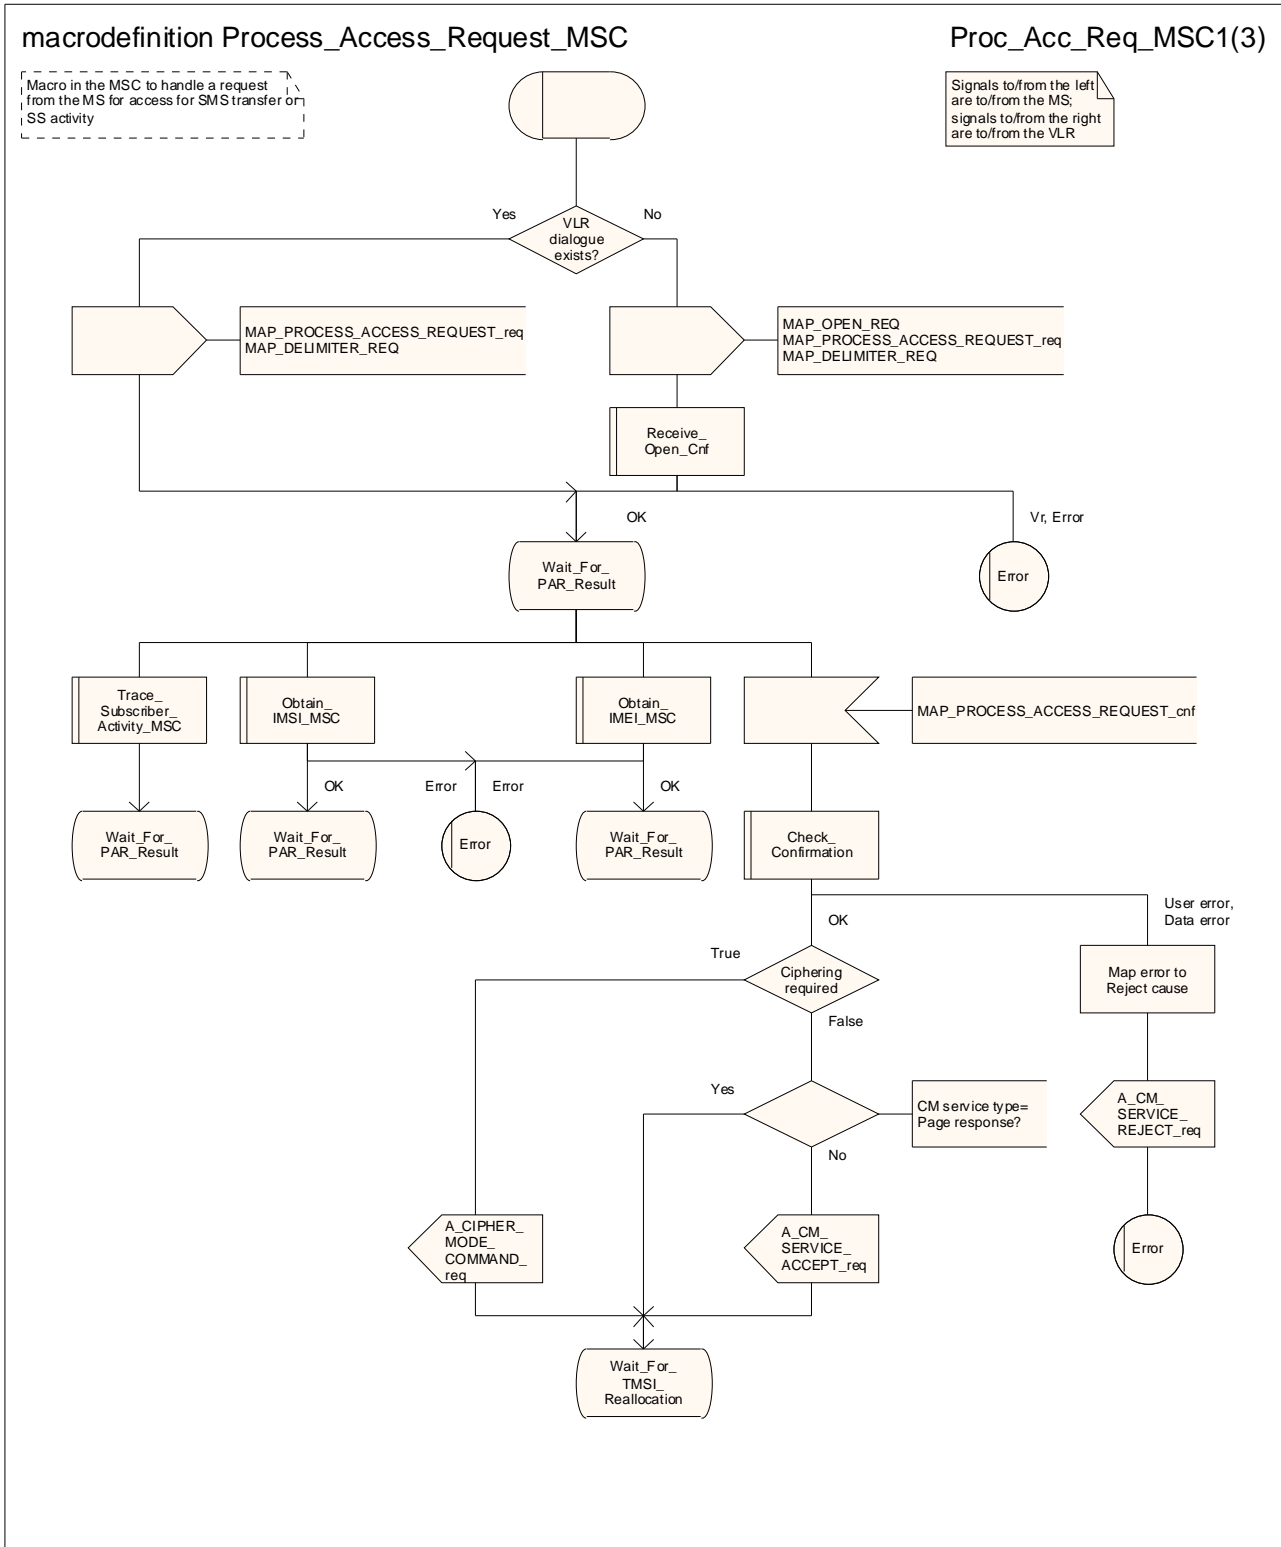 macrodefinition Process_Access_Request_MSC
Proc_Acc_Req_MSC1(3)
Macro in the MSC to handle a request
from the MS for access for SMS transfer or
SS activity
Signals to/from the left
are to/from the MS;
signals to/from the right
are to/from the VLR
Yes
No
VLR
dialogue
exists?
MAP_PROCESS_ACCESS_REQUEST_req
MAP_DELIMITER_REQ
MAP_OPEN_REQ
MAP_PROCESS_ACCESS_REQUEST_req
MAP_DELIMITER_REQ
Receive_
Open_Cnf
OK
Vr, Error
Wait_For_
PAR_Result
Error
Trace_
Subscriber_
Activity_MSC
Obtain_
IMSI_MSC
Obtain_
IMEI_MSC
MAP_PROCESS_ACCESS_REQUEST_cnf
OK
Error
Error
OK
Wait_For_
PAR_Result
Wait_For_
PAR_Result
Error
Wait_For_
PAR_Result
Check_
Confirmation
OK
User error,
Data error
True
Ciphering
required
Map error to
Reject cause
False
Yes
CM service type=
Page response?
A_CM_
SERVICE_
REJECT_req
No
A_CIPHER_
MODE_
COMMAND_
req
A_CM_
SERVICE_
ACCEPT_req
Error
Wait_For_
TMSI_
Reallocation